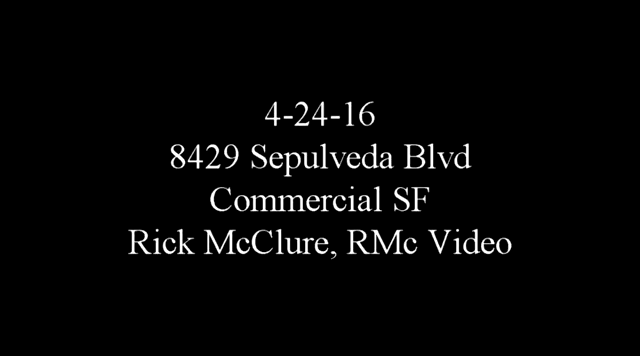 4-24-16
8429 Sepulveda Blvd
Commercial SF
Rick McClure, RMc Video